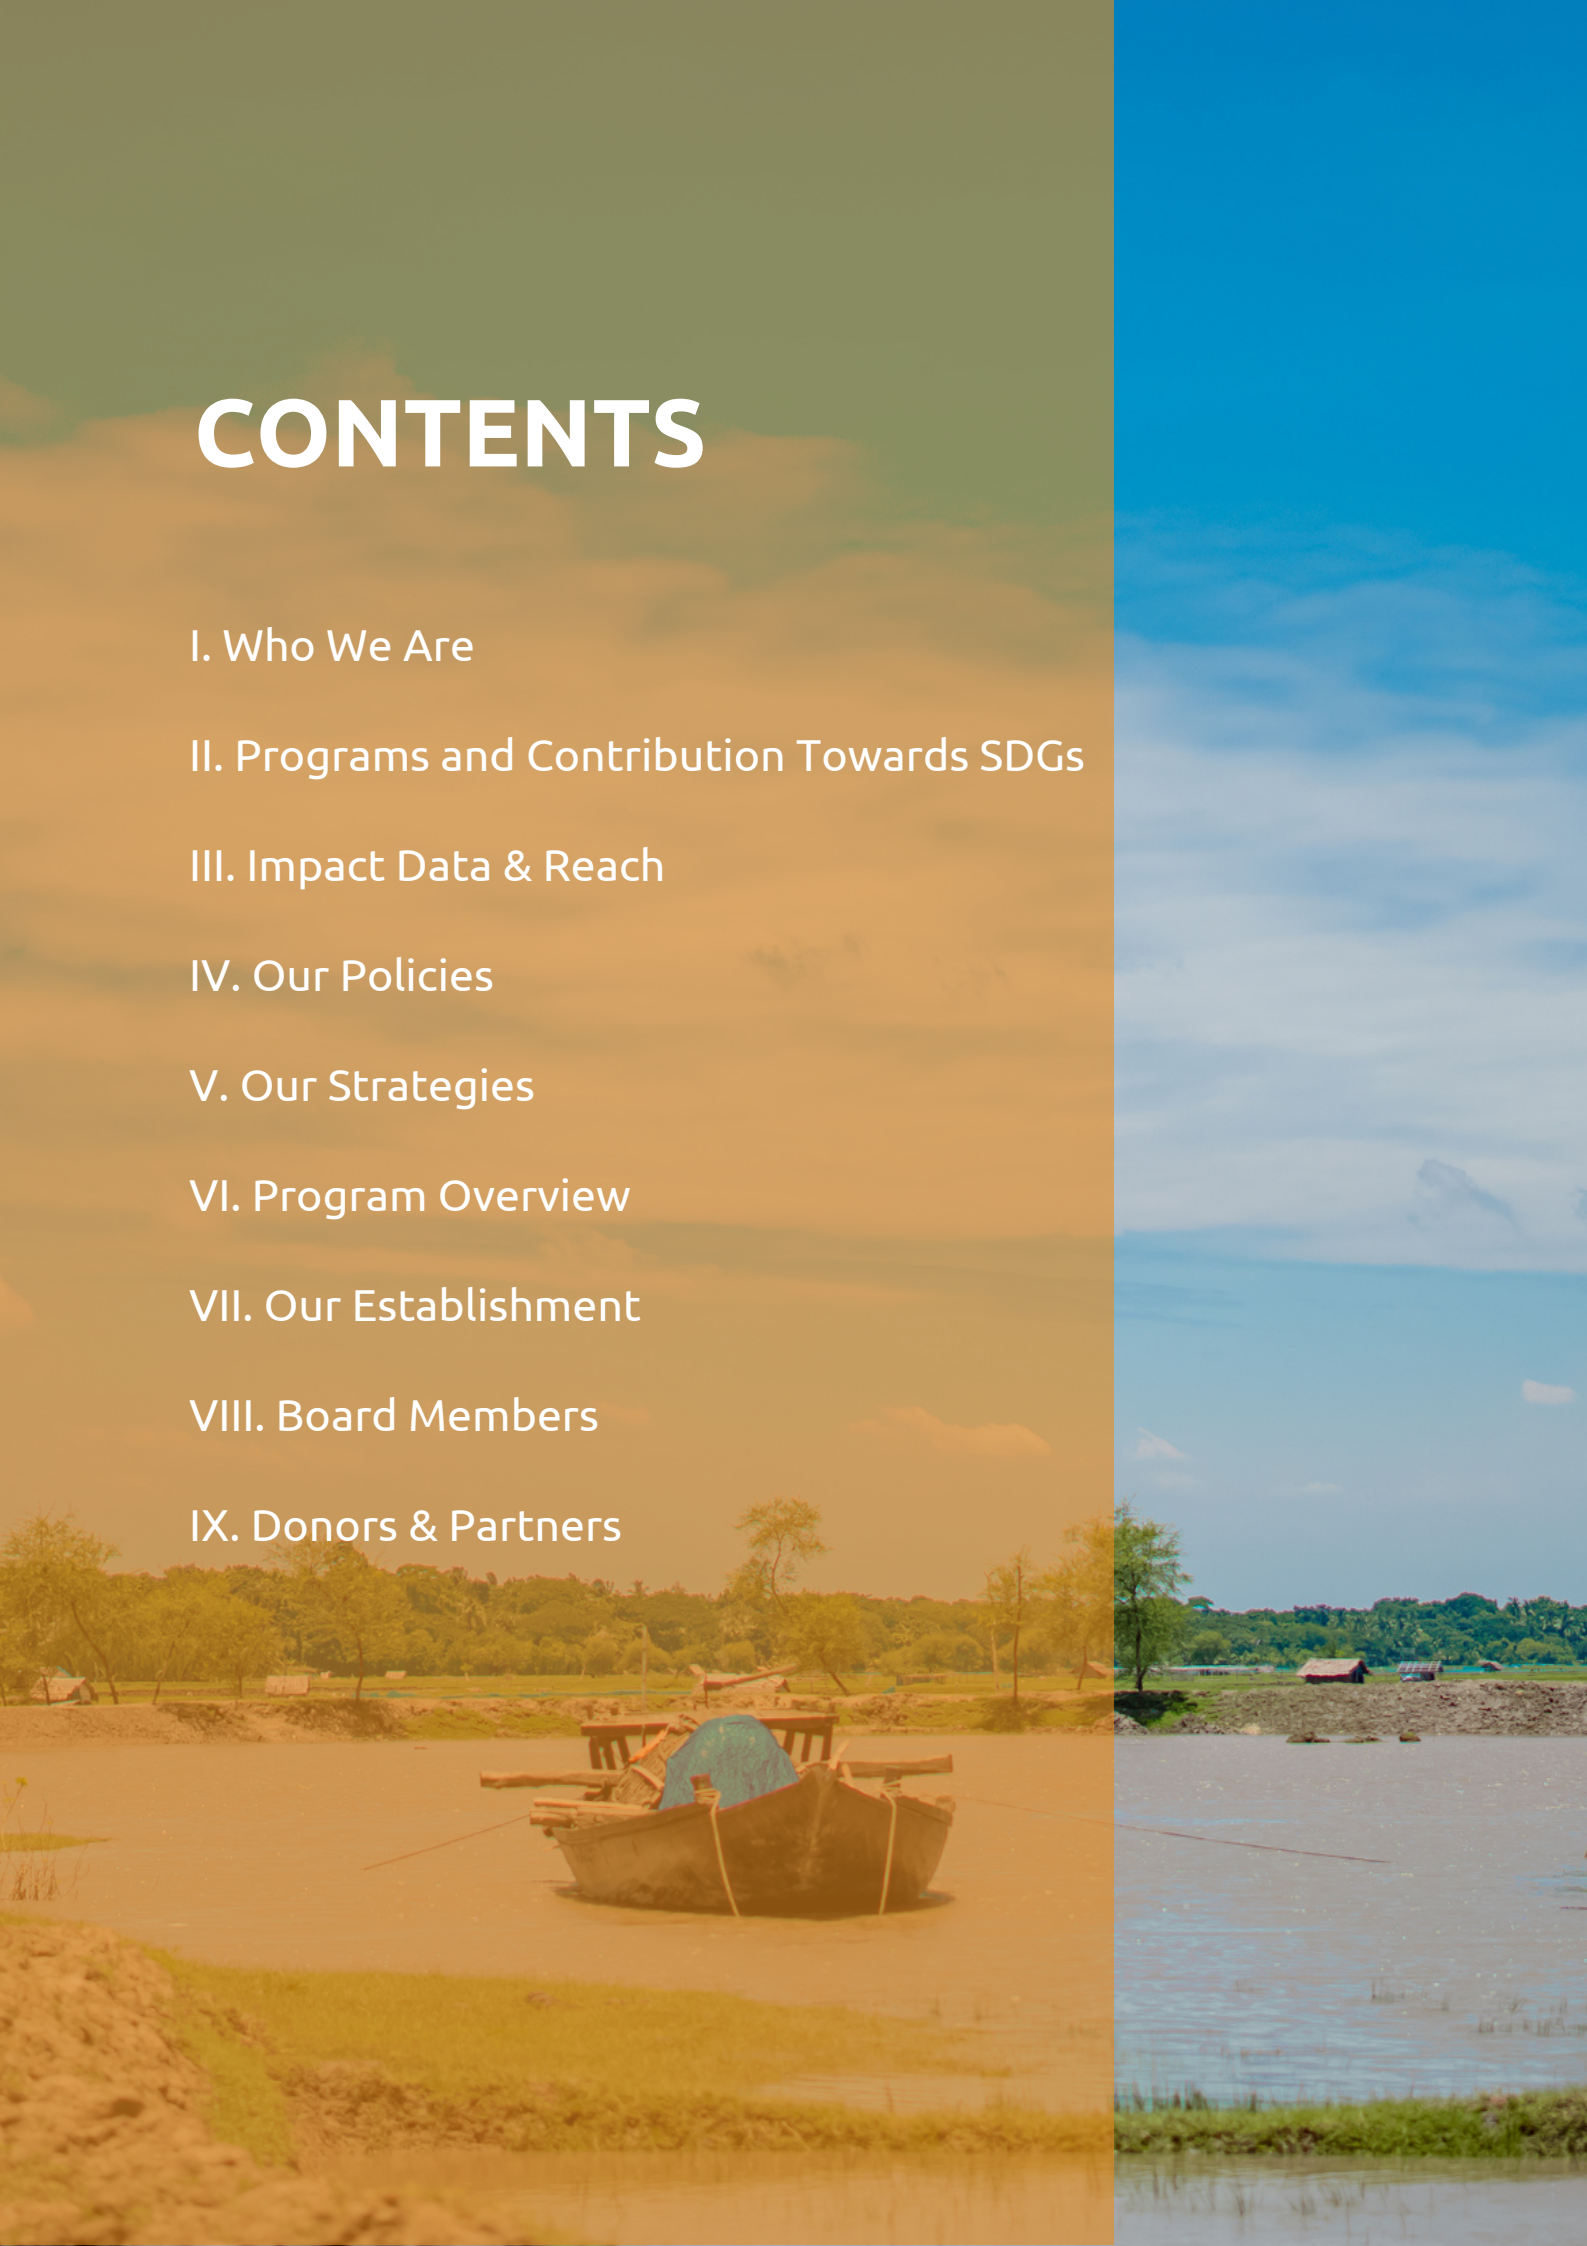 CONTENTS
I. Who We Are
II. Programs and Contribution Towards SDGs
III. Impact Data & Reach
IV. Our Policies
V. Our Strategies
VI. Program Overview
VII. Our Establishment
VIII. Board Members
IX. Donors & Partners